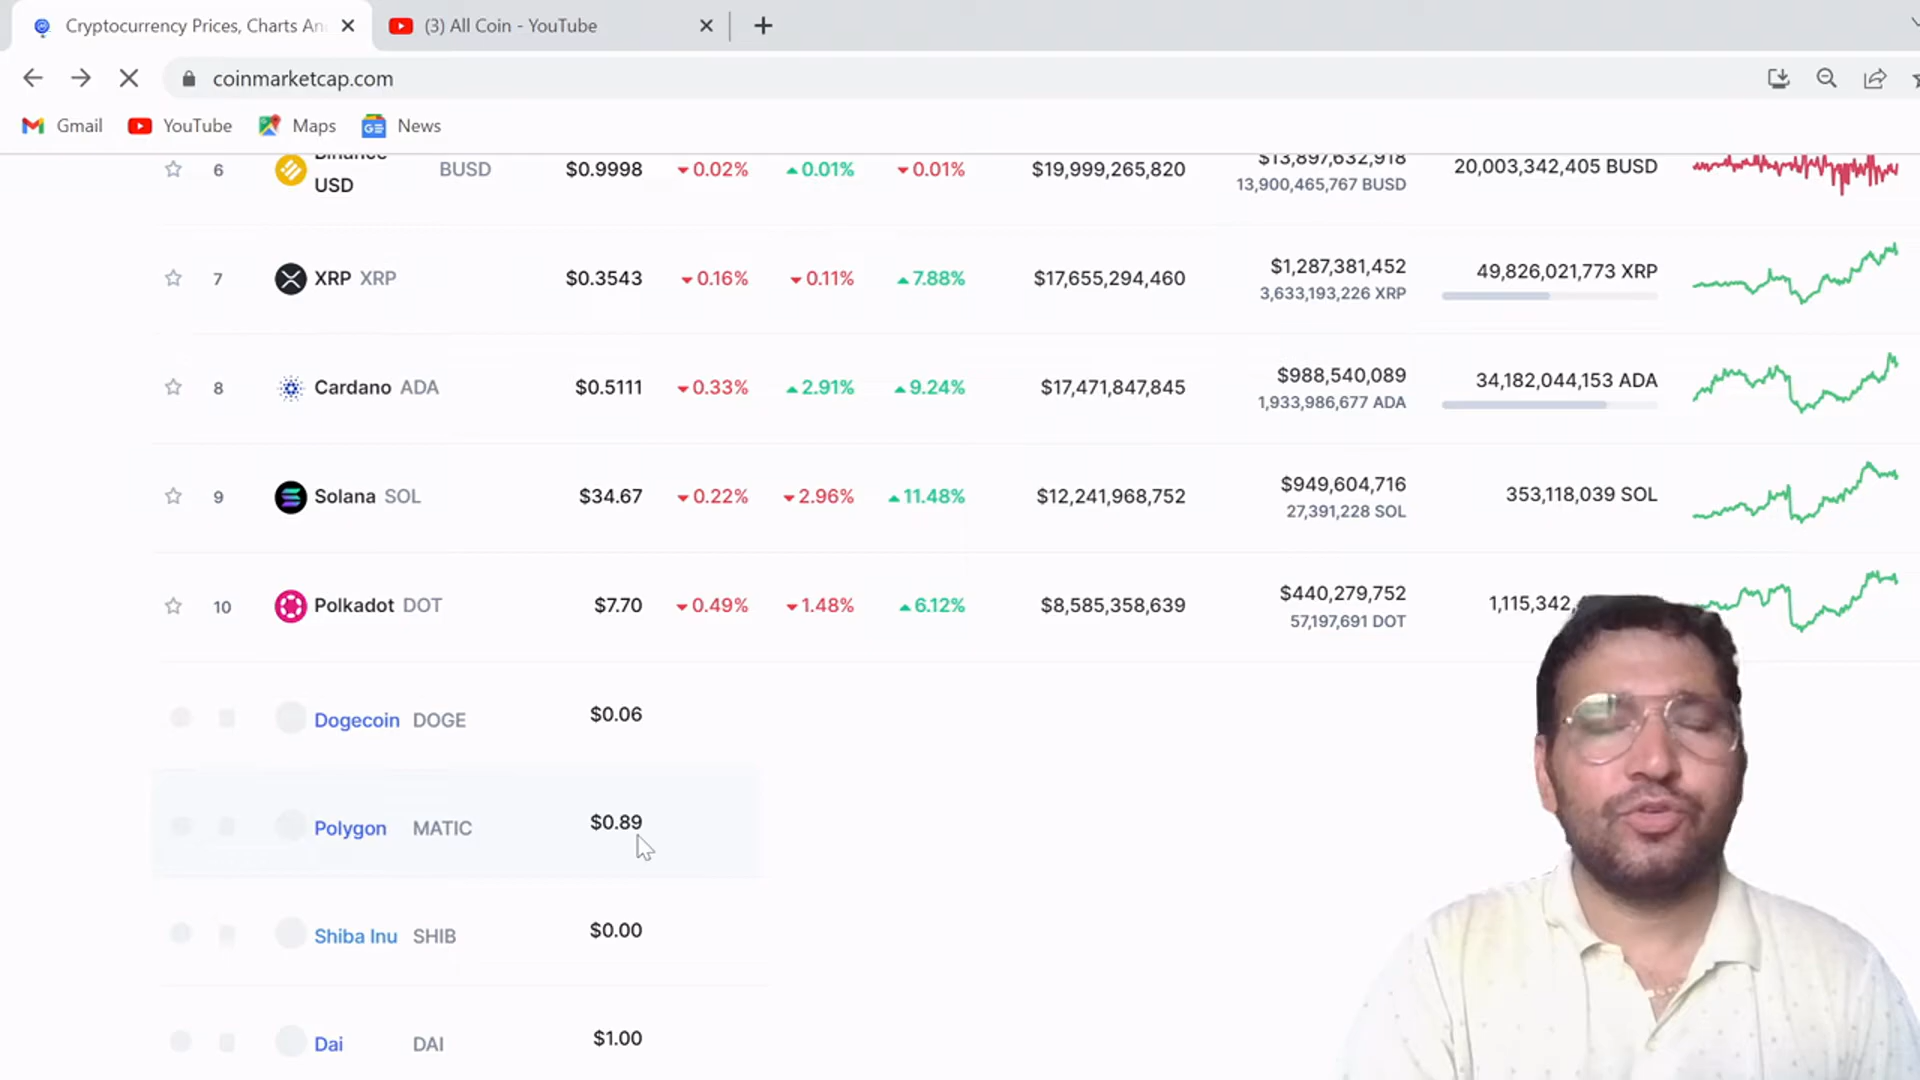 Cryptocurrency Prices, Charts An
(3) All Coin - YouTube
coinmarketcap.com
Gmail YouTube Maps News
6 Binance USD BUSD $0.9998 0.02% 0.01% 0.01% $19,999,265,820 $13,897,632,918 20,003,342,405 BUSD
13,900,465,767 BUSD
7 XRP XRP $0.3543 0.16% 0.11% 7.88% $17,655,294,460 $1,287,381,452 49,826,021,773 XRP
3,633,193,226 XRP
8 Cardano ADA $0.5111 0.33% 2.91% 9.24% $17,471,847,845 $988,540,089 34,182,044,153 ADA
1,933,986,677 ADA
9 Solana SOL $34.67 0.22% 2.96% 11.48% $12,241,968,752 $949,604,716 353,118,039 SOL
27,391,228 SOL
10 Polkadot DOT $7.70 0.49% 1.48% 6.12% $8,585,358,639 $440,279,752 1,115,342,
57,197,691 DOT
Dogecoin DOGE $0.06
Polygon MATIC $0.89
Shiba Inu SHIB $0.00
Dai DAI $1.00